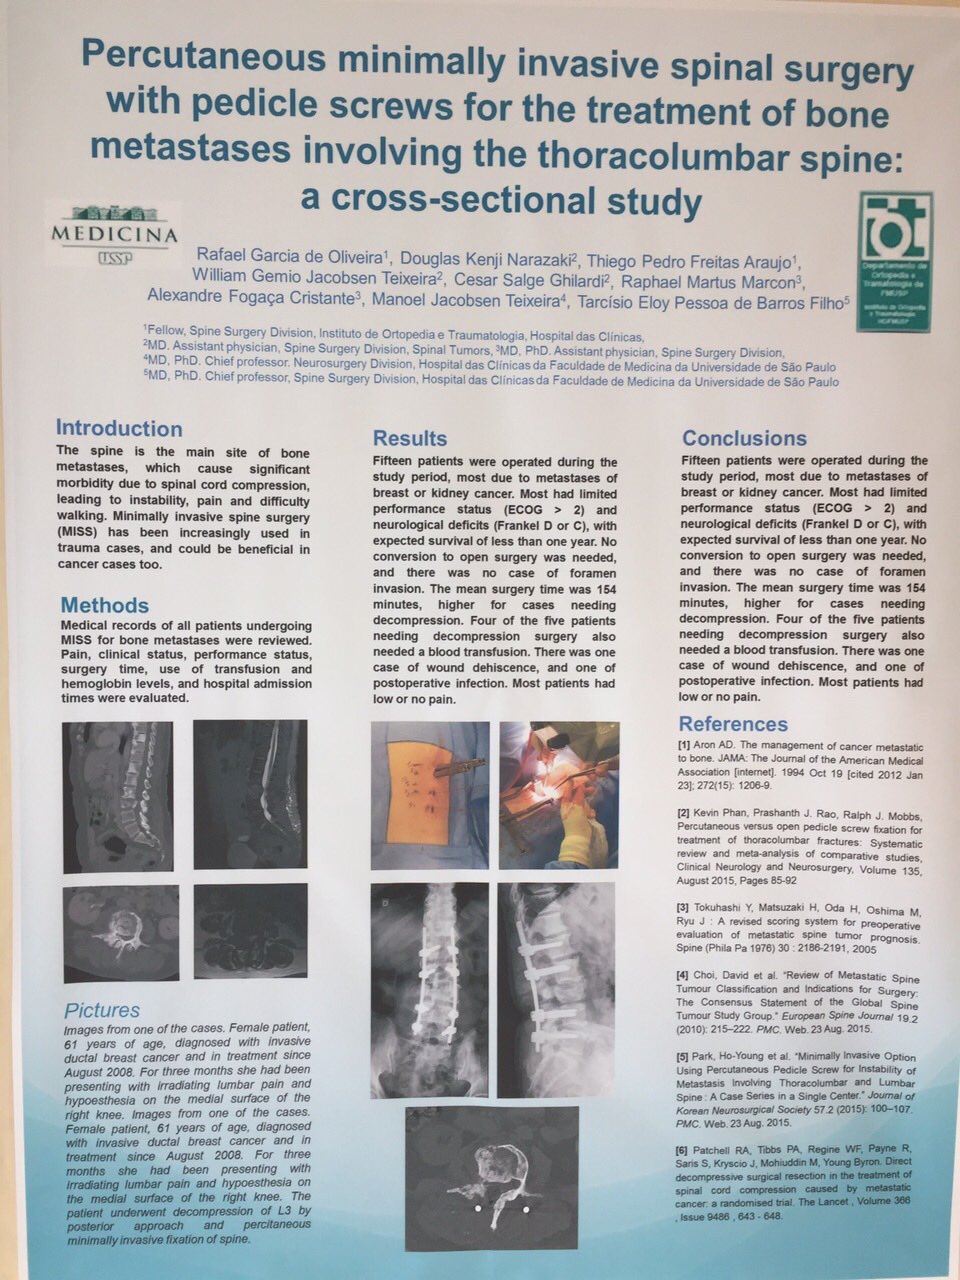 Percutaneous minimally invasive spinal surgery
with pedicle screws for the treatment of bone
metastases involving the thoracolumbar spine:
a cross-sectional study
MEDICINA
USP
Departamento de
Ortopedia e
Traumatologia da
FMUSP
Instituto de Ortopedia
e Traumatologia
HC/FMUSP
Rafael Garcia de Oliveira¹, Douglas Kenji Narazaki², Thiego Pedro Freitas Araujo¹,
William Gemio Jacobsen Teixeira², Cesar Salge Ghilardi², Raphael Martus Marcon³,
Alexandre Fogaça Cristante³, Manoel Jacobsen Teixeira⁴, Tarcísio Eloy Pessoa de Barros Filho⁵
¹Fellow, Spine Surgery Division, Instituto de Ortopedia e Traumatologia, Hospital das Clínicas,
²MD. Assistant physician, Spine Surgery Division, Spinal Tumors, ³MD, PhD. Assistant physician, Spine Surgery Division,
⁴MD, PhD. Chief professor. Neurosurgery Division, Hospital das Clínicas da Faculdade de Medicina da Universidade de São Paulo
⁵MD, PhD. Chief professor, Spine Surgery Division, Hospital das Clínicas da Faculdade de Medicina da Universidade de São Paulo
Introduction
The spine is the main site of bone
metastases, which cause significant
morbidity due to spinal cord compression,
leading to instability, pain and difficulty
walking. Minimally invasive spine surgery
(MISS) has been increasingly used in
trauma cases, and could be beneficial in
cancer cases too.
Methods
Medical records of all patients undergoing
MISS for bone metastases were reviewed.
Pain, clinical status, performance status,
surgery time, use of transfusion and
hemoglobin levels, and hospital admission
times were evaluated.
Pictures
Images from one of the cases. Female patient,
61 years of age, diagnosed with invasive
ductal breast cancer and in treatment since
August 2008. For three months she had been
presenting with irradiating lumbar pain and
hypoesthesia on the medial surface of the
right knee. Images from one of the cases.
Female patient, 61 years of age, diagnosed
with invasive ductal breast cancer and in
treatment since August 2008. For three
months she had been presenting with
irradiating lumbar pain and hypoesthesia on
the medial surface of the right knee. The
patient underwent decompression of L3 by
posterior approach and percitaneous
minimally invasive fixation of spine.
Results
Fifteen patients were operated during the
study period, most due to metastases of
breast or kidney cancer. Most had limited
performance status (ECOG > 2) and
neurological deficits (Frankel D or C), with
expected survival of less than one year. No
conversion to open surgery was needed,
and there was no case of foramen
invasion. The mean surgery time was 154
minutes, higher for cases needing
decompression. Four of the five patients
needing decompression surgery also
needed a blood transfusion. There was one
case of wound dehiscence, and one of
postoperative infection. Most patients had
low or no pain.
Conclusions
Fifteen patients were operated during the
study period, most due to metastases of
breast or kidney cancer. Most had limited
performance status (ECOG > 2) and
neurological deficits (Frankel D or C), with
expected survival of less than one year. No
conversion to open surgery was needed,
and there was no case of foramen
invasion. The mean surgery time was 154
minutes, higher for cases needing
decompression. Four of the five patients
needing decompression surgery also
needed a blood transfusion. There was one
case of wound dehiscence, and one of
postoperative infection. Most patients had
low or no pain.
References
[1] Aron AD. The management of cancer metastatic
to bone. JAMA: The Journal of the American Medical
Association [internet]. 1994 Oct 19 [cited 2012 Jan
23]; 272(15): 1206-9.
[2] Kevin Phan, Prashanth J. Rao, Ralph J. Mobbs,
Percutaneous versus open pedicle screw fixation for
treatment of thoracolumbar fractures: Systematic
review and meta-analysis of comparative studies,
Clinical Neurology and Neurosurgery, Volume 135,
August 2015, Pages 85-92
[3] Tokuhashi Y, Matsuzaki H, Oda H, Oshima M,
Ryu J : A revised scoring system for preoperative
evaluation of metastatic spine tumor prognosis.
Spine (Phila Pa 1976) 30 : 2186-2191, 2005
[4] Choi, David et al. "Review of Metastatic Spine
Tumour Classification and Indications for Surgery:
The Consensus Statement of the Global Spine
Tumour Study Group." European Spine Journal 19.2
(2010): 215–222. PMC. Web. 23 Aug. 2015.
[5] Park, Ho-Young et al. "Minimally Invasive Option
Using Percutaneous Pedicle Screw for Instability of
Metastasis Involving Thoracolumbar and Lumbar
Spine : A Case Series in a Single Center." Journal of
Korean Neurosurgical Society 57.2 (2015): 100–107.
PMC. Web. 23 Aug. 2015.
[6] Patchell RA, Tibbs PA, Regine WF, Payne R,
Saris S, Kryscio J, Mohiuddin M, Young Byron. Direct
decompressive surgical resection in the treatment of
spinal cord compression caused by metastatic
cancer: a randomised trial. The Lancet , Volume 366
, Issue 9486 , 643 - 648.